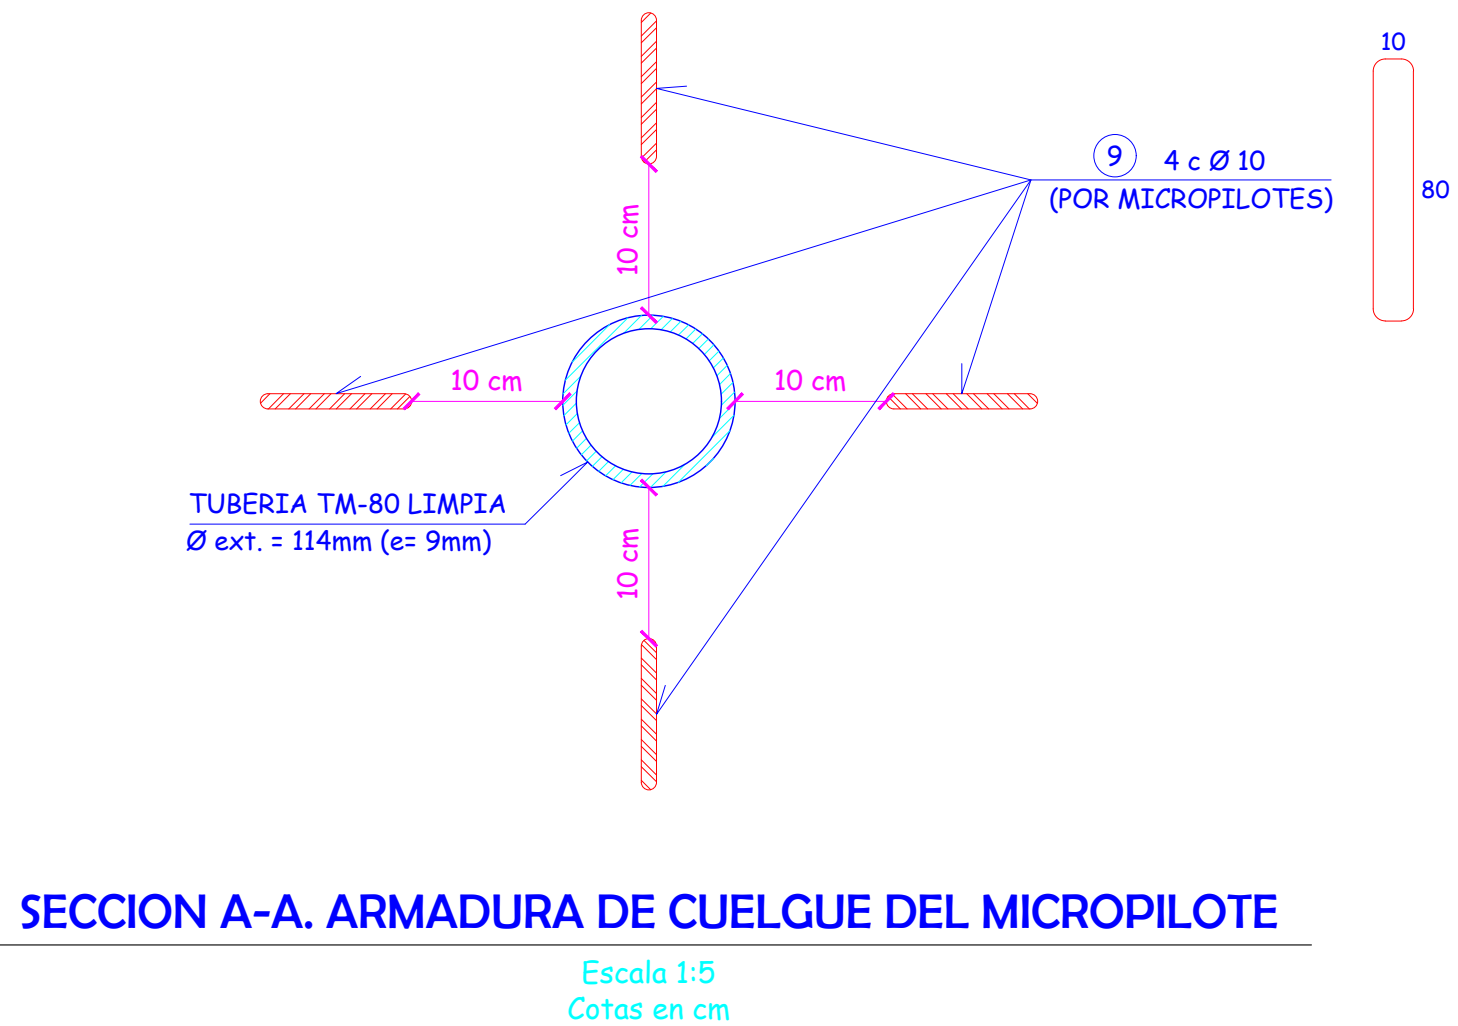 10
9 4 c Ø 10
(POR MICROPILOTES)
80
10 cm
10 cm
10 cm
TUBERIA TM-80 LIMPIA
Ø ext. = 114mm (e= 9mm)
10 cm
SECCION A-A. ARMADURA DE CUELGUE DEL MICROPILOTE
Escala 1:5
Cotas en cm